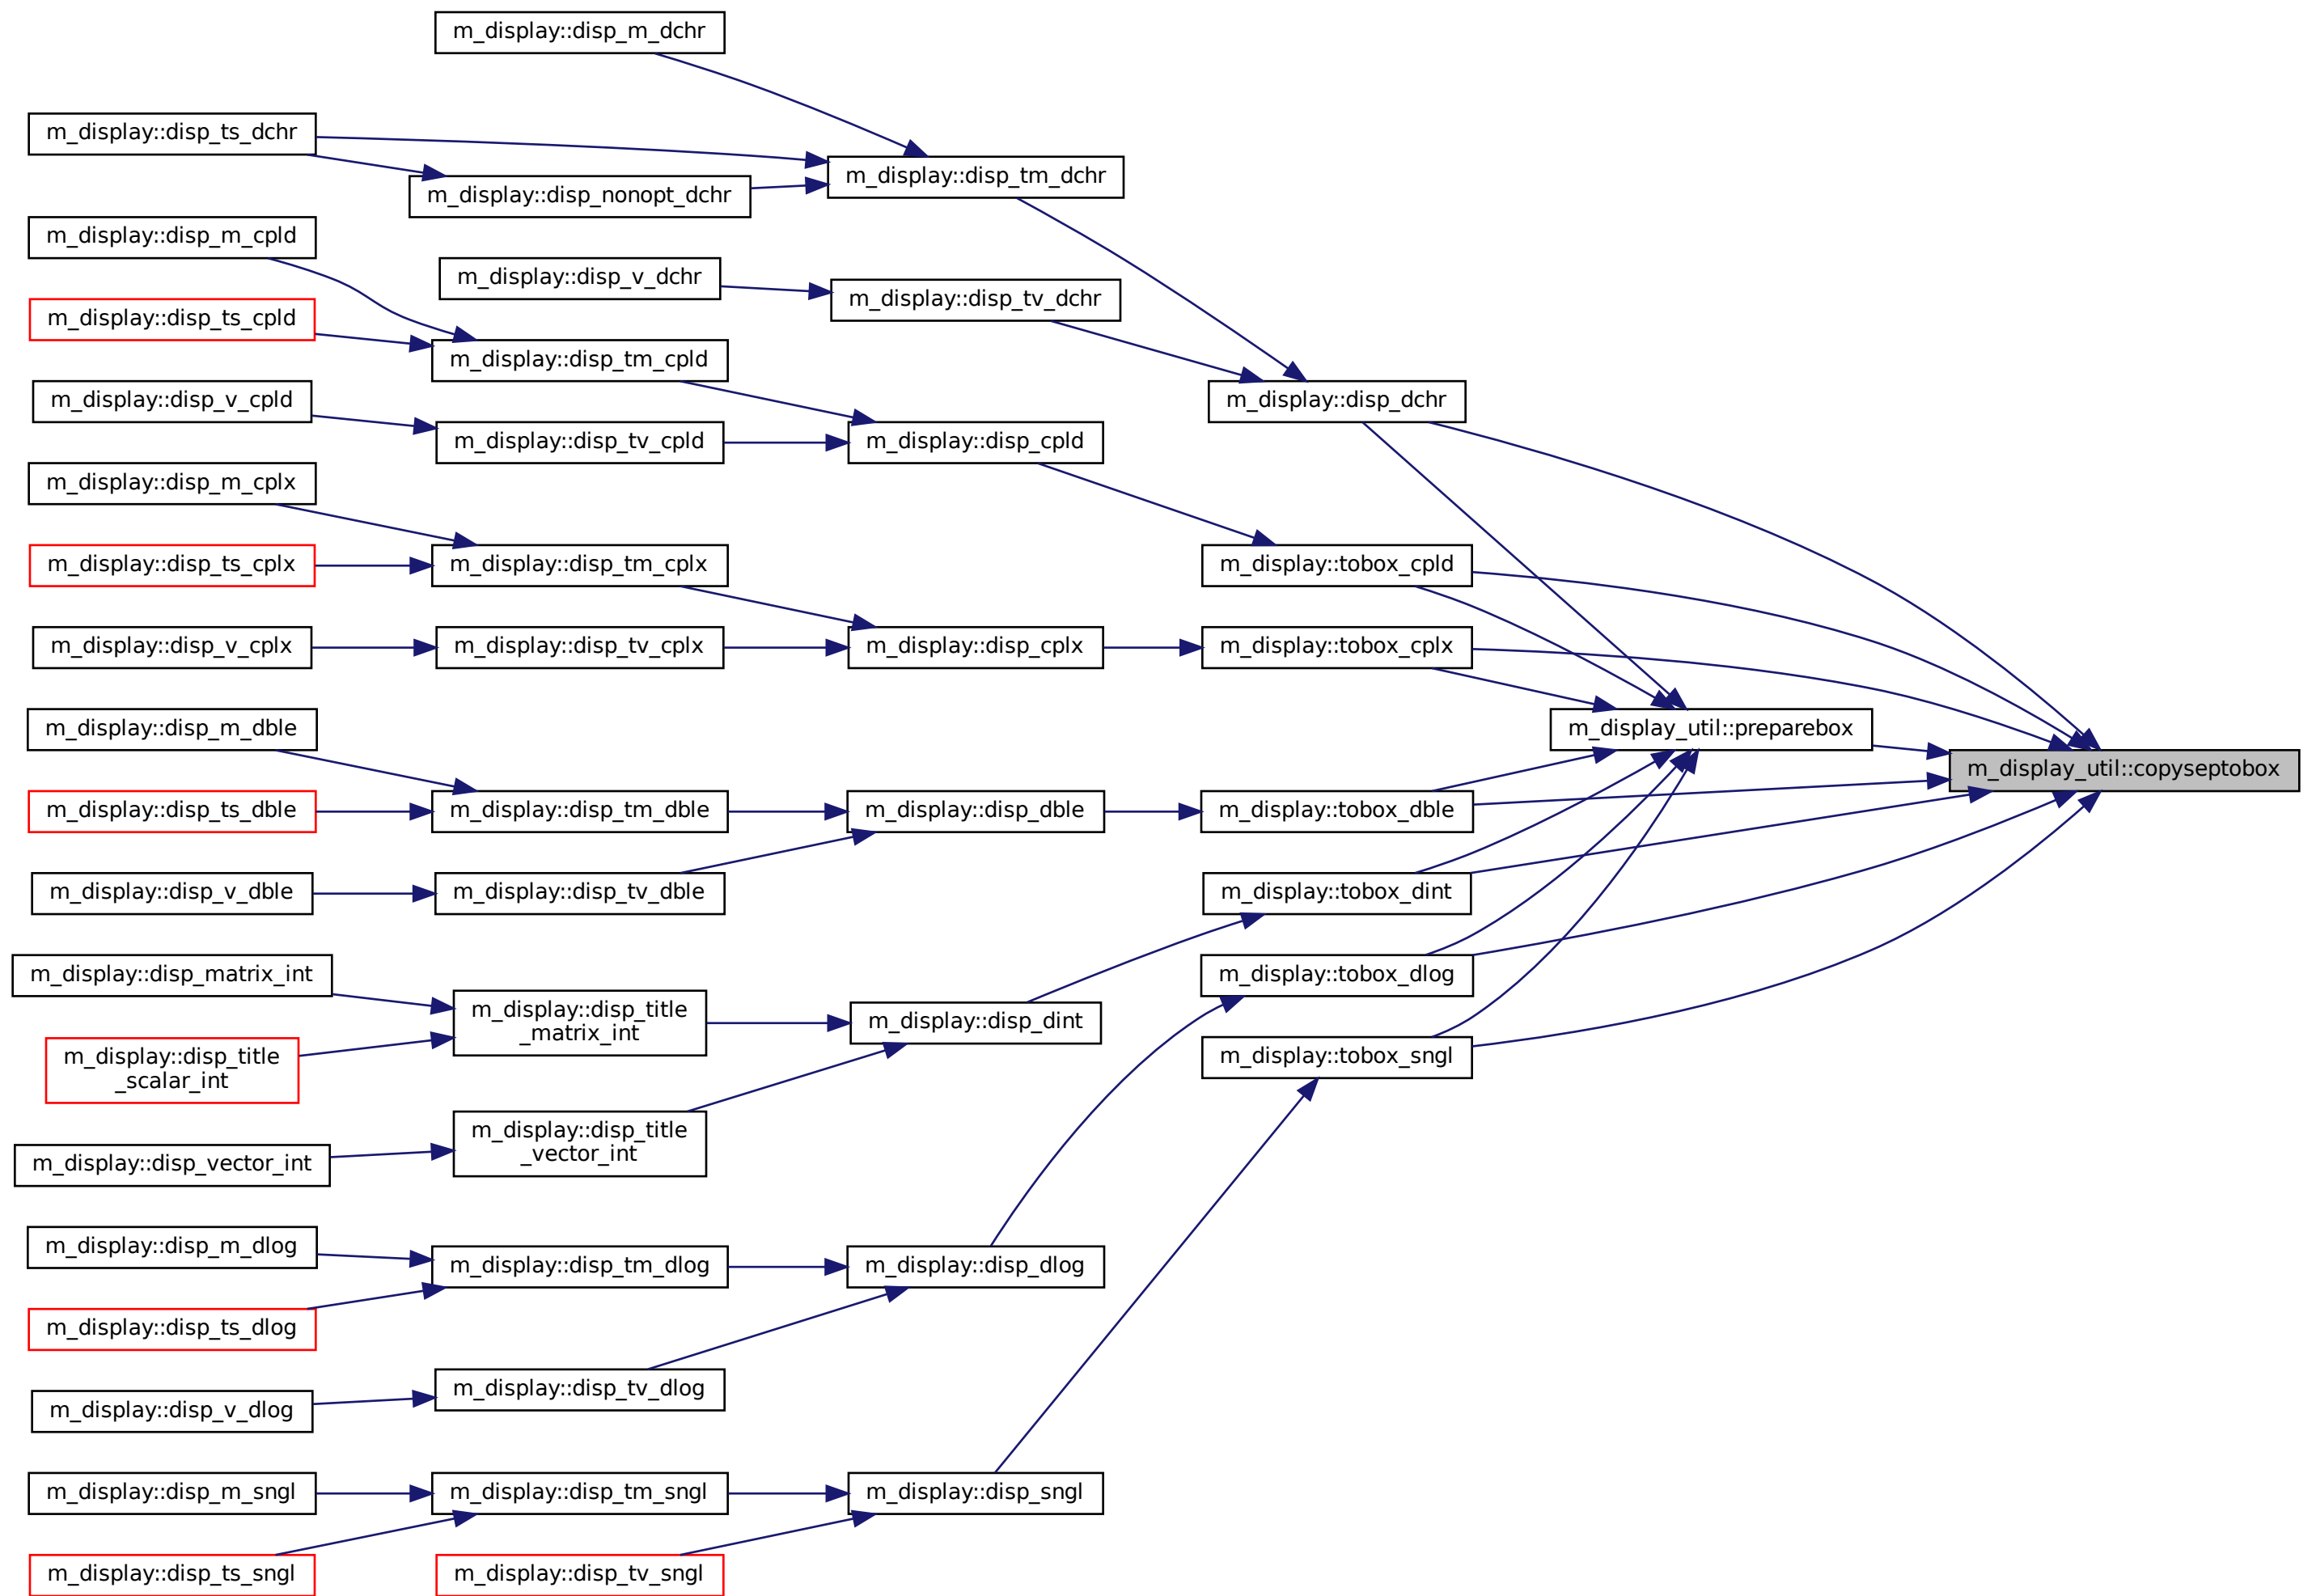 m_display::disp_m_dchr
m_display::disp_ts_dchr
m_display::disp_tm_dchr
m_display::disp_nonopt_dchr
m_display::disp_m_cpld
m_display::disp_v_dchr
m_display::disp_tv_dchr
m_display::disp_ts_cpld
m_display::disp_tm_cpld
m_display::disp_v_cpld
m_display::disp_dchr
m_display::disp_tv_cpld
m_display::disp_cpld
m_display::disp_m_cplx
m_display::disp_ts_cplx
m_display::disp_tm_cplx
m_display::tobox_cpld
m_display::disp_v_cplx
m_display::disp_tv_cplx
m_display::disp_cplx
m_display::tobox_cplx
m_display::disp_m_dble
m_display_util::preparebox
m_display_util::copyseptobox
m_display::disp_ts_dble
m_display::disp_tm_dble
m_display::disp_dble
m_display::tobox_dble
m_display::disp_v_dble
m_display::disp_tv_dble
m_display::tobox_dint
m_display::disp_matrix_int
m_display::tobox_dlog
m_display::disp_title
_matrix_int
m_display::disp_dint
m_display::disp_title
_scalar_int
m_display::tobox_sngl
m_display::disp_title
_vector_int
m_display::disp_vector_int
m_display::disp_m_dlog
m_display::disp_tm_dlog
m_display::disp_dlog
m_display::disp_ts_dlog
m_display::disp_tv_dlog
m_display::disp_v_dlog
m_display::disp_m_sngl
m_display::disp_tm_sngl
m_display::disp_sngl
m_display::disp_ts_sngl
m_display::disp_tv_sngl